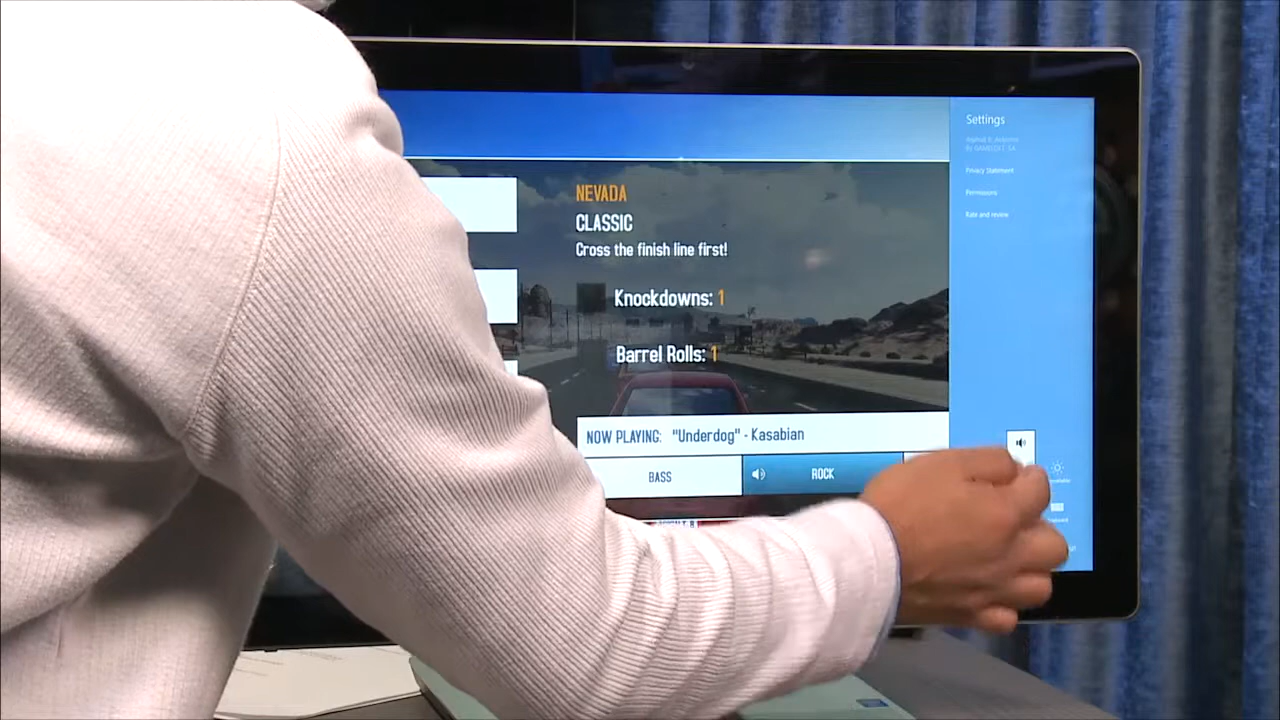 NEVADA
CLASSIC
Cross the finish line first!
Knockdowns: 1
Barrel Rolls: 1
NOW PLAYING: "Underdog" - Kasabian
BASS
ROCK
Settings
Privacy Statement
Permissions
Rate and review